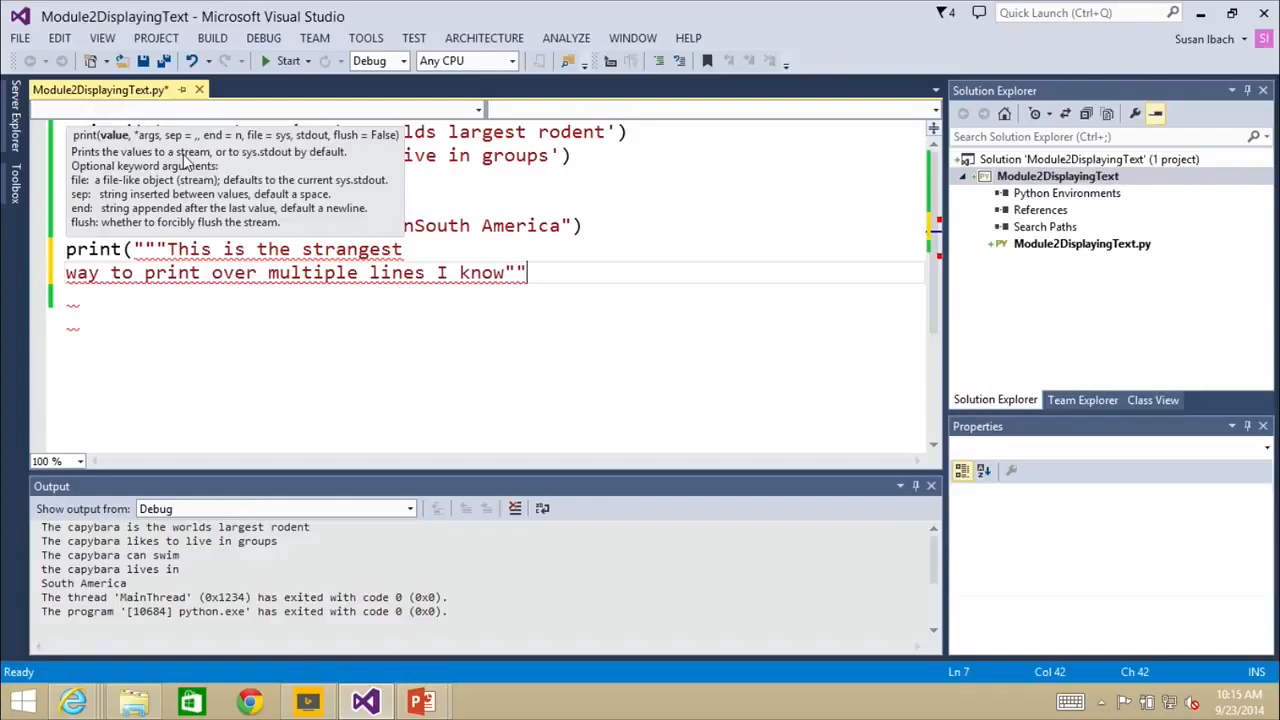 Module2DisplayingText - Microsoft Visual Studio
4
Quick Launch (Ctrl+Q)
FILE EDIT VIEW PROJECT BUILD DEBUG TEAM TOOLS TEST ARCHITECTURE ANALYZE WINDOW HELP
Susan Ibach
SI
Start
Debug
Any CPU
Server Explorer
Toolbox
Module2DisplayingText.py*
worlds largest rodent')
ive in groups')
print(value, *args, sep = ,, end = n, file = sys, stdout, flush = False)
Prints the values to a stream, or to sys.stdout by default.
Optional keyword arguments:
file: a file-like object (stream); defaults to the current sys.stdout.
sep: string inserted between values, default a space.
end: string appended after the last value, default a newline.
flush: whether to forcibly flush the stream.
nSouth America")
print("""This is the strangest
way to print over multiple lines I know""
100 %
Output
Show output from: Debug
The capybara is the worlds largest rodent
The capybara likes to live in groups
The capybara can swim
the capybara lives in
South America
The thread 'MainThread' (0x1234) has exited with code 0 (0x0).
The program '[10684] python.exe' has exited with code 0 (0x0).
Solution Explorer
Search Solution Explorer (Ctrl+;)
Solution 'Module2DisplayingText' (1 project)
Module2DisplayingText
Python Environments
References
Search Paths
PY Module2DisplayingText.py
Solution Explorer Team Explorer Class View
Properties
Ready
Ln 7
Col 42
Ch 42
INS
10:15 AM
9/23/2014